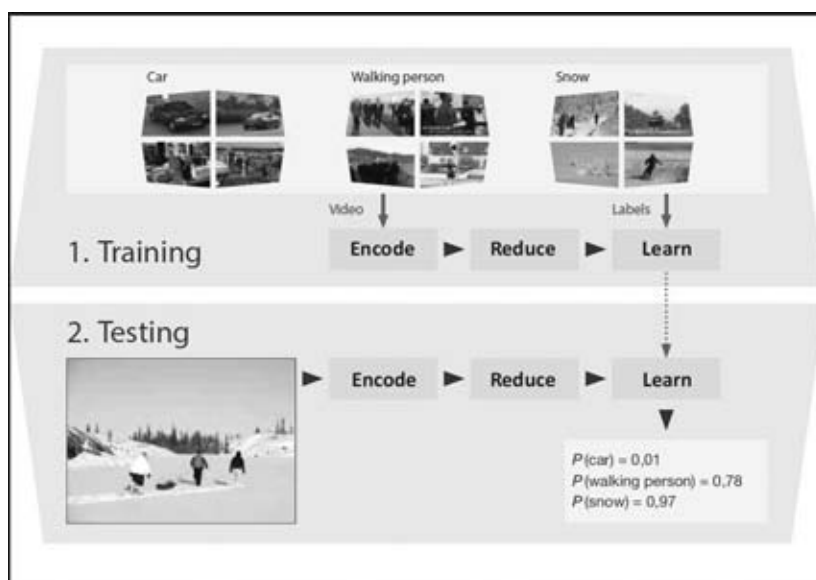 Car
Walking person
Snow
Video
Labels
1. Training
Encode
Reduce
Learn
2. Testing
Encode
Reduce
Learn
P(car) = 0,01
P(walking person) = 0,78
P(snow) = 0,97